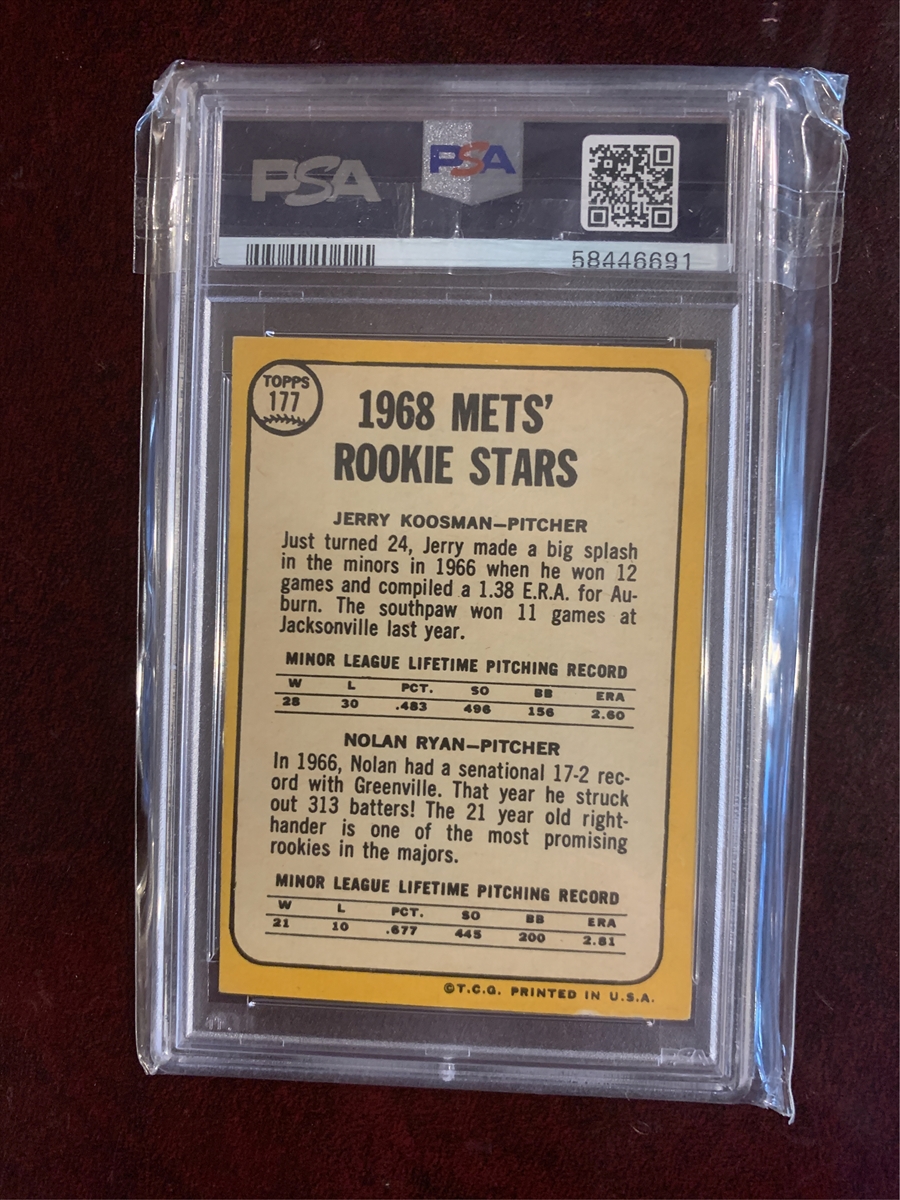 PSA
PSA
58446691
TOPPS
177
1968 METS'
ROOKIE STARS
JERRY KOOSMAN–PITCHER
Just turned 24, Jerry made a big splash
in the minors in 1966 when he won 12
games and compiled a 1.38 E.R.A. for Au-
burn. The southpaw won 11 games at
Jacksonville last year.
MINOR LEAGUE LIFETIME PITCHING RECORD
W L PCT. SO BB ERA
28 30 .483 496 156 2.60
NOLAN RYAN–PITCHER
In 1966, Nolan had a senational 17-2 rec-
ord with Greenville. That year he struck
out 313 batters! The 21 year old right-
hander is one of the most promising
rookies in the majors.
MINOR LEAGUE LIFETIME PITCHING RECORD
W L PCT. SO BB ERA
21 10 .677 445 200 2.81
©T.C.G. PRINTED IN U.S.A.
PSA